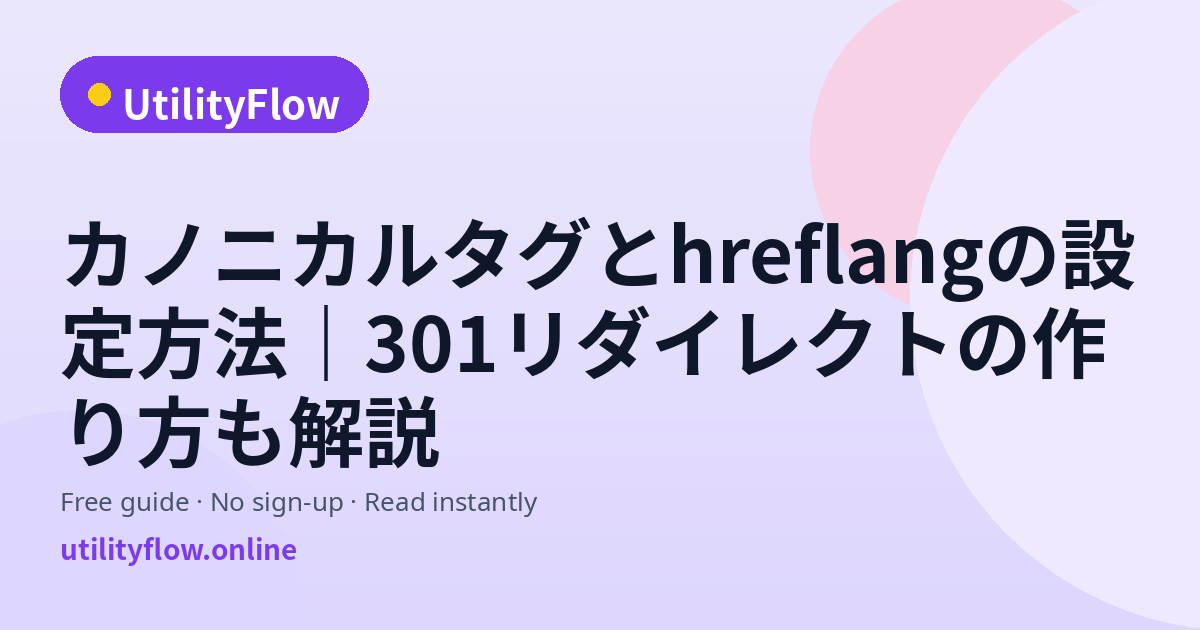 UtilityFlow
カノニカルタグとhreflangの設
定方法｜301リダイレクトの作
り方も解説
Free guide · No sign-up · Read instantly
utilityflow.online